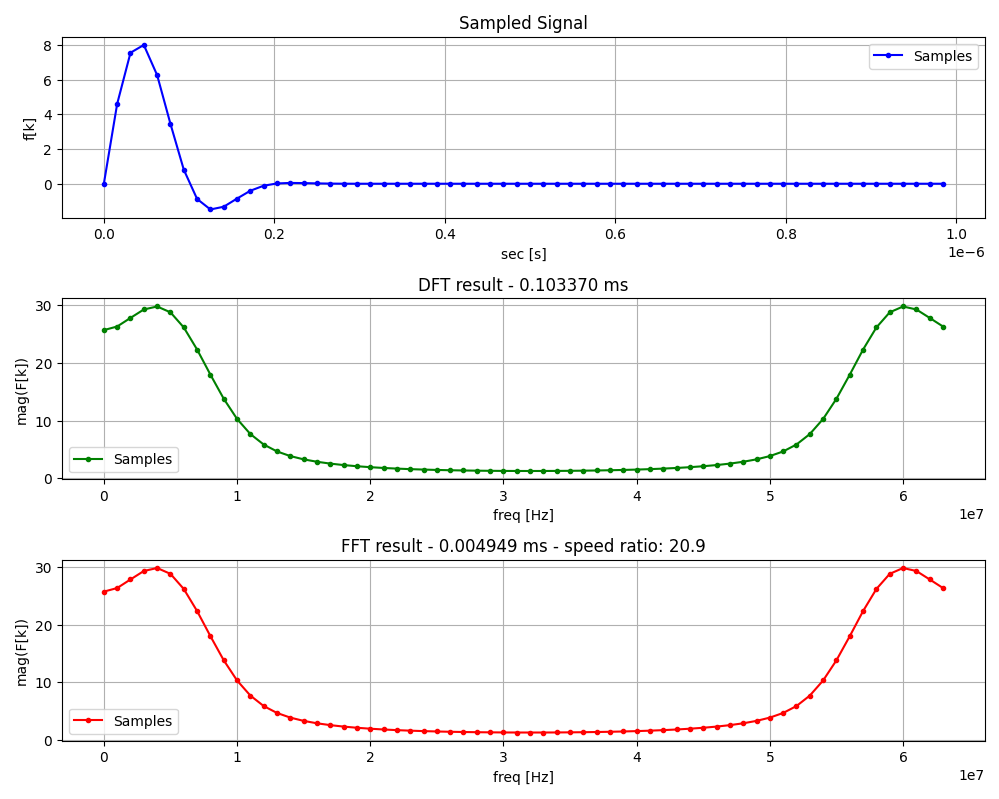 Sampled Signal
8
6
4
2
0
f[k]
Samples
0.0 0.2 0.4 0.6 0.8 1.0
1e−6
sec [s]
DFT result - 0.103370 ms
30
20
10
0
mag(F[k])
Samples
0 1 2 3 4 5 6
1e7
freq [Hz]
FFT result - 0.004949 ms - speed ratio: 20.9
30
20
10
0
mag(F[k])
Samples
0 1 2 3 4 5 6
1e7
freq [Hz]